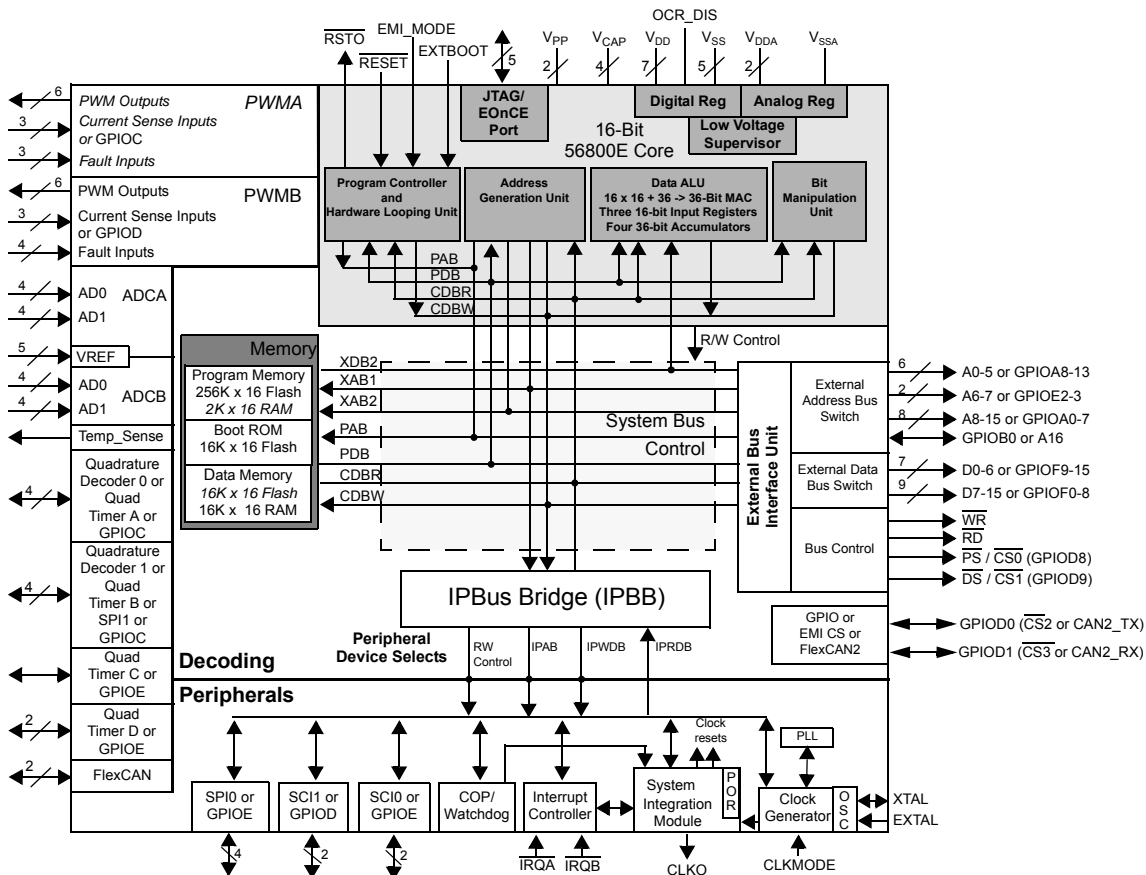 OCR_DIS
RSTO
EMI_MODE
RESET
EXTBOOT
5
VPP
2
VCAP
4
VDD
7
VSS
5
VDDA
2
VSSA
6
PWM Outputs
PWMA
3
Current Sense Inputs
or GPIOC
3
Fault Inputs
6
PWM Outputs
PWMB
3
Current Sense Inputs
or GPIOD
4
Fault Inputs
4
AD0
ADCA
4
AD1
5
VREF
4
AD0
ADCB
4
AD1
Temp_Sense
4
Quadrature
Decoder 0 or
Quad
Timer A or
GPIOC
4
Quadrature
Decoder 1 or
Quad
Timer B or
SPI1 or
GPIOC
Quad
Timer C or
GPIOE
2
Quad
Timer D or
GPIOE
2
FlexCAN
JTAG/
EOnCE
Port
Digital Reg
Analog Reg
Low Voltage
Supervisor
16-Bit
56800E Core
Program Controller
and
Hardware Looping Unit
Address
Generation Unit
Data ALU
16 x 16 + 36 -> 36-Bit MAC
Three 16-bit Input Registers
Four 36-bit Accumulators
Bit
Manipulation
Unit
PAB
PDB
CDBR
CDBW
R/W Control
Memory
Program Memory
256K x 16 Flash
2K x 16 RAM
Boot ROM
16K x 16 Flash
Data Memory
16K x 16 Flash
16K x 16 RAM
XDB2
XAB1
XAB2
PAB
PDB
CDBR
CDBW
System Bus
Control
External Bus
Interface Unit
External
Address Bus
Switch
External Data
Bus Switch
Bus Control
6
A0-5 or GPIOA8-13
2
A6-7 or GPIOE2-3
8
A8-15 or GPIOA0-7
GPIOB0 or A16
7
D0-6 or GPIOF9-15
9
D7-15 or GPIOF0-8
WR
RD
PS / CS0 (GPIOD8)
DS / CS1 (GPIOD9)
GPIO or
EMI CS or
FlexCAN2
GPIOD0 (CS2 or CAN2_TX)
GPIOD1 (CS3 or CAN2_RX)
IPBus Bridge (IPBB)
Peripheral
Device Selects
RW
Control
IPAB
IPWDB
IPRDB
Decoding
Peripherals
Clock
resets
PLL
SPI0 or
GPIOE
4
SCI1 or
GPIOD
2
SCI0 or
GPIOE
2
COP/
Watchdog
Interrupt
Controller
IRQA
IRQB
System
Integration
Module
POR
CLKO
Clock
Generator
OSC
XTAL
EXTAL
CLKMODE